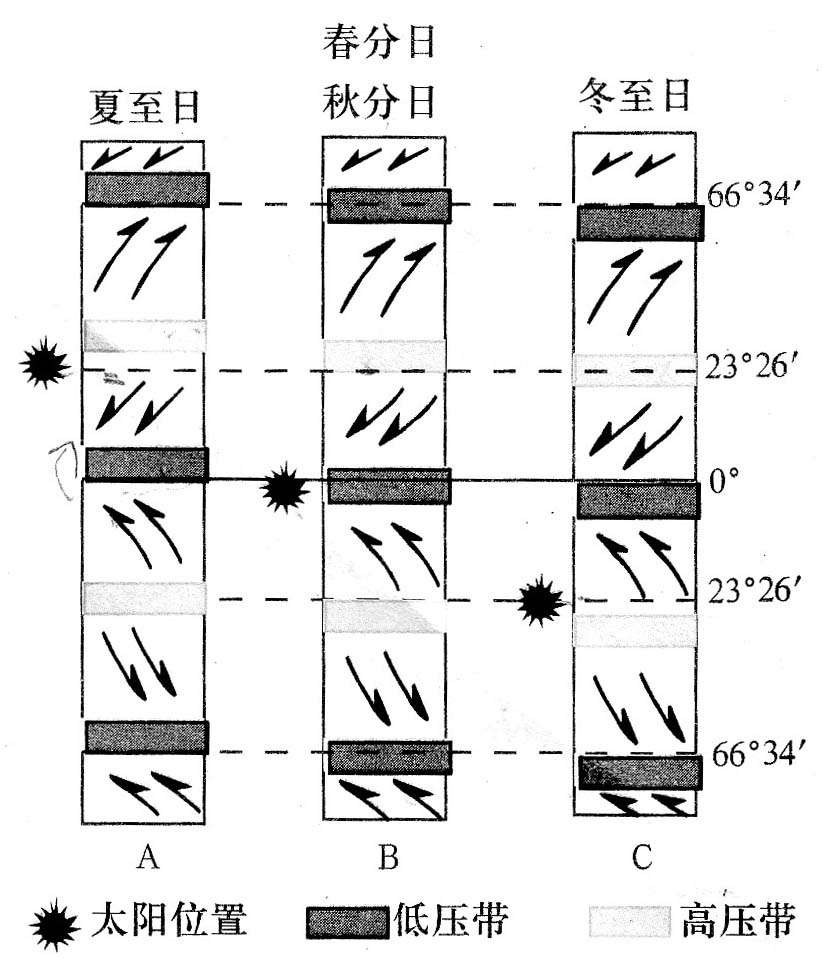 春分日
夏至日
秋分日
冬至日
66°34′
23°26′
0°
23°26′
66°34′
A
B
C
太阳位置
低压带
高压带